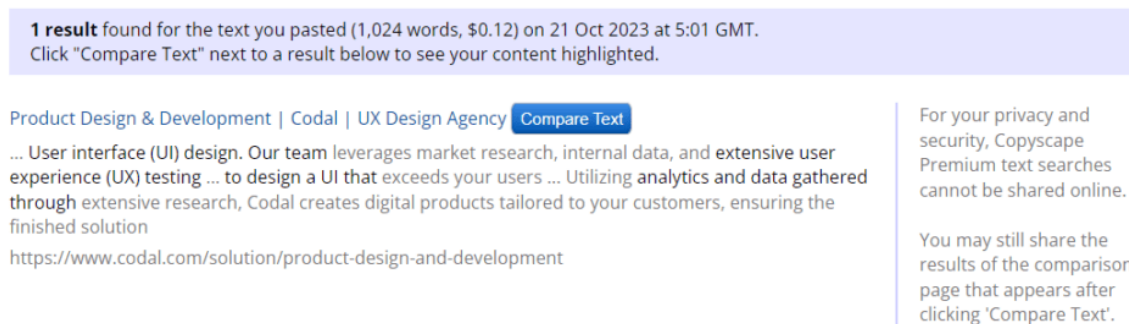 1 result found for the text you pasted (1,024 words, $0.12) on 21 Oct 2023 at 5:01 GMT.
Click "Compare Text" next to a result below to see your content highlighted.
Product Design & Development | Codal | UX Design Agency Compare Text
... User interface (UI) design. Our team leverages market research, internal data, and extensive user
experience (UX) testing ... to design a UI that exceeds your users ... Utilizing analytics and data gathered
through extensive research, Codal creates digital products tailored to your customers, ensuring the
finished solution
https://www.codal.com/solution/product-design-and-development
For your privacy and
security, Copyscape
Premium text searches
cannot be shared online.
You may still share the
results of the comparison
page that appears after
clicking 'Compare Text'.